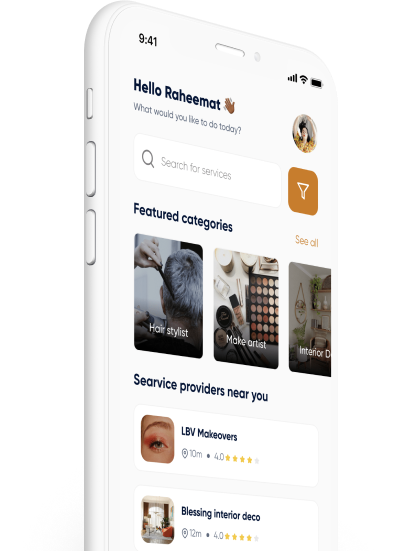 9:41
Hello Raheemat 👋🏾
What would you like to do today?
Search for services
Featured categories
See all
Hair stylist
Make artist
Interior D
Searvice providers near you
LBV Makeovers
10m • 4.0
Blessing interior deco
12m • 4.0